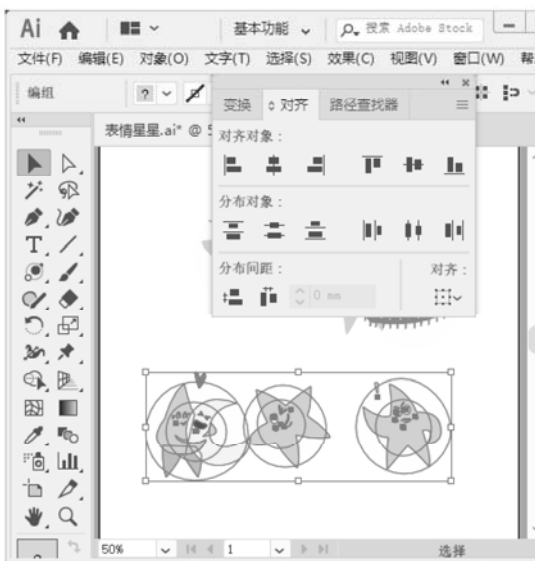 Ai 基本功能 搜索 Adobe Stock
文件(F) 编辑(E) 对象(O) 文字(T) 选择(S) 效果(C) 视图(V) 窗口(W) 帮
编组 ?
变换 对齐 路径查找器
表情星星.ai* @ 5
对齐对象:
分布对象:
分布间距: 对齐:
0 mm
50% 1 选择